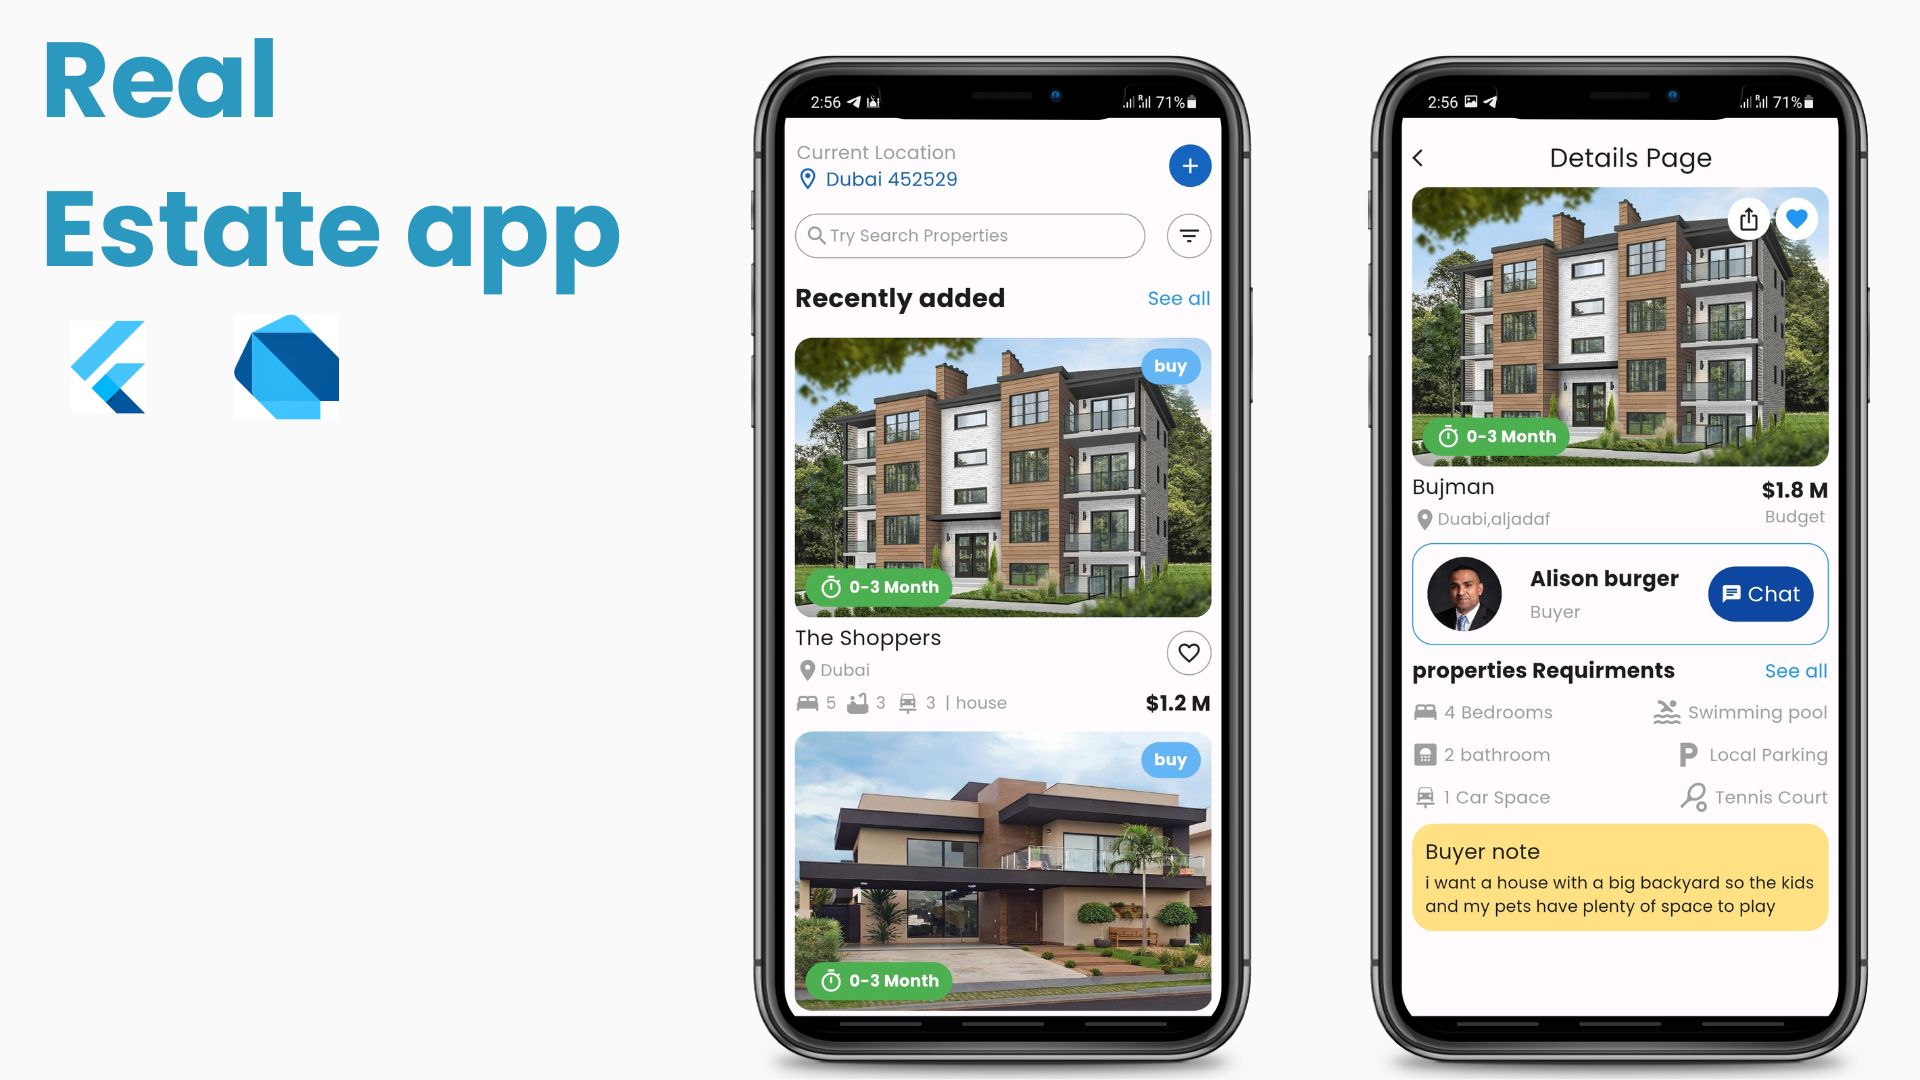 Real
Estate app
2:56
R
71%
Current Location
Dubai 452529
Try Search Properties
Recently added
See all
buy
0-3 Month
The Shoppers
Dubai
5 3 3 | house
$1.2 M
buy
0-3 Month
2:56
R
71%
Details Page
0-3 Month
Bujman
$1.8 M
Duabi,aljadaf
Budget
Alison burger
Buyer
Chat
properties Requirments
See all
4 Bedrooms
Swimming pool
2 bathroom
P Local Parking
1 Car Space
Tennis Court
Buyer note
i want a house with a big backyard so the kids
and my pets have plenty of space to play